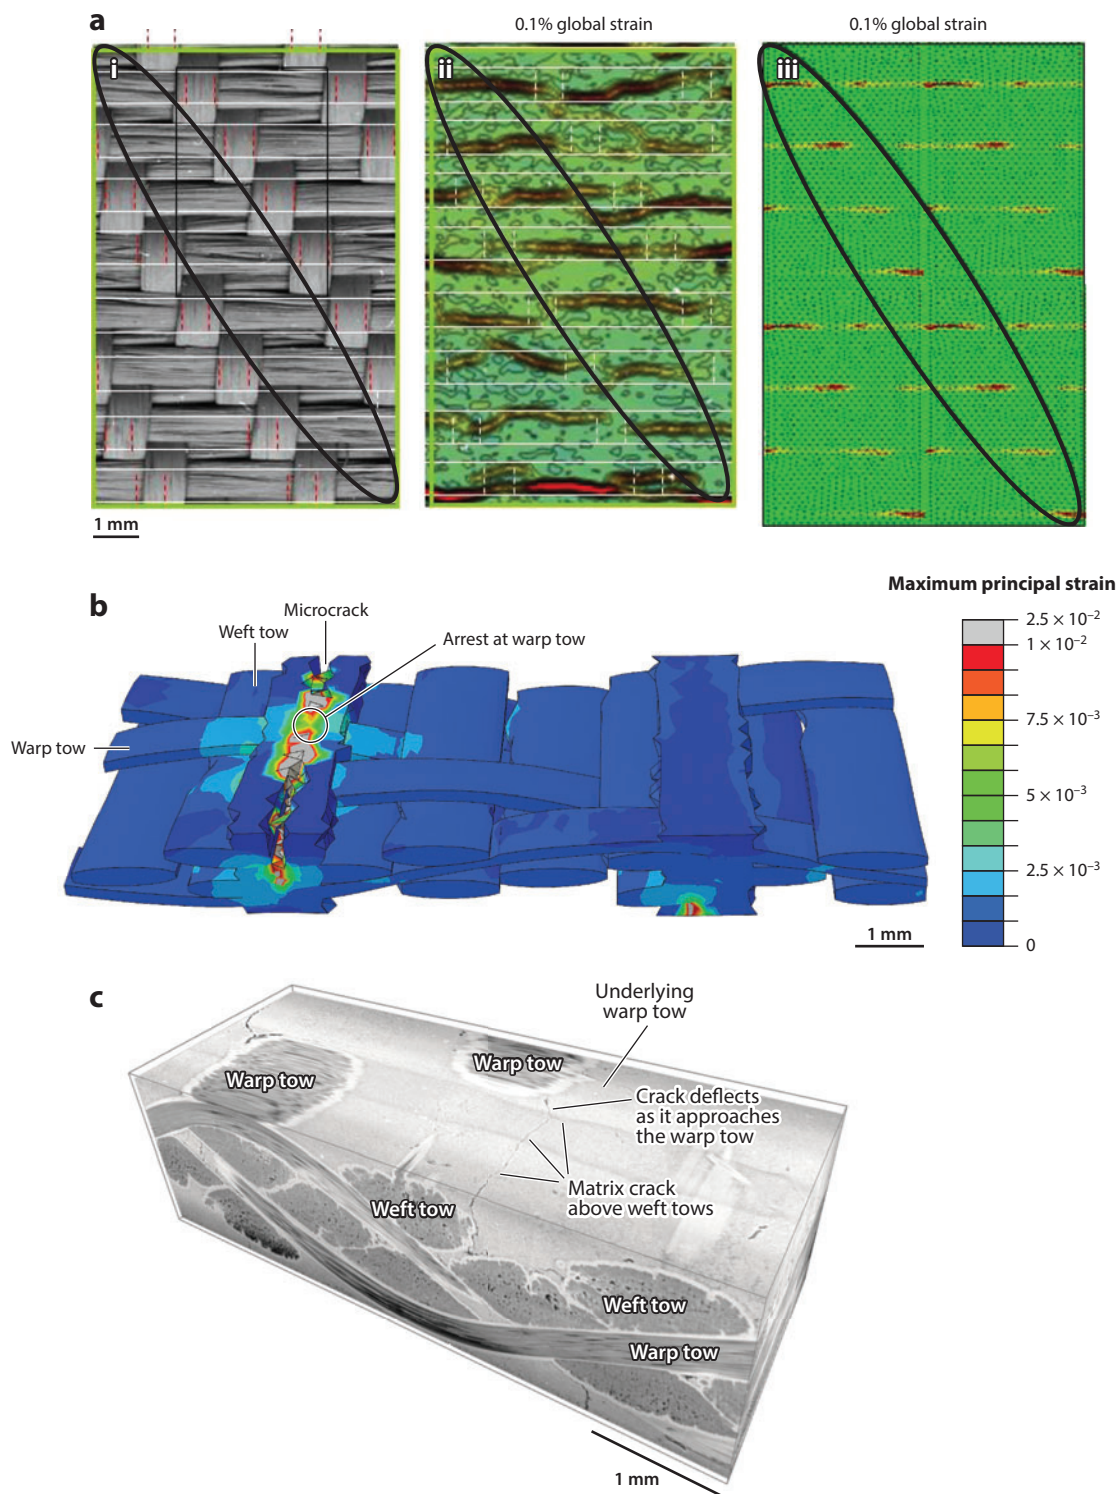 a
0.1% global strain
0.1% global strain
i
ii
iii
1 mm
b
Microcrack
Weft tow
Arrest at warp tow
Warp tow
1 mm
Maximum principal strain
2.5 × 10⁻²
1 × 10⁻²
7.5 × 10⁻³
5 × 10⁻³
2.5 × 10⁻³
0
c
Underlying
warp tow
Warp tow
Warp tow
Crack deflects
as it approaches
the warp tow
Matrix crack
above weft tows
Weft tow
Weft tow
Warp tow
1 mm